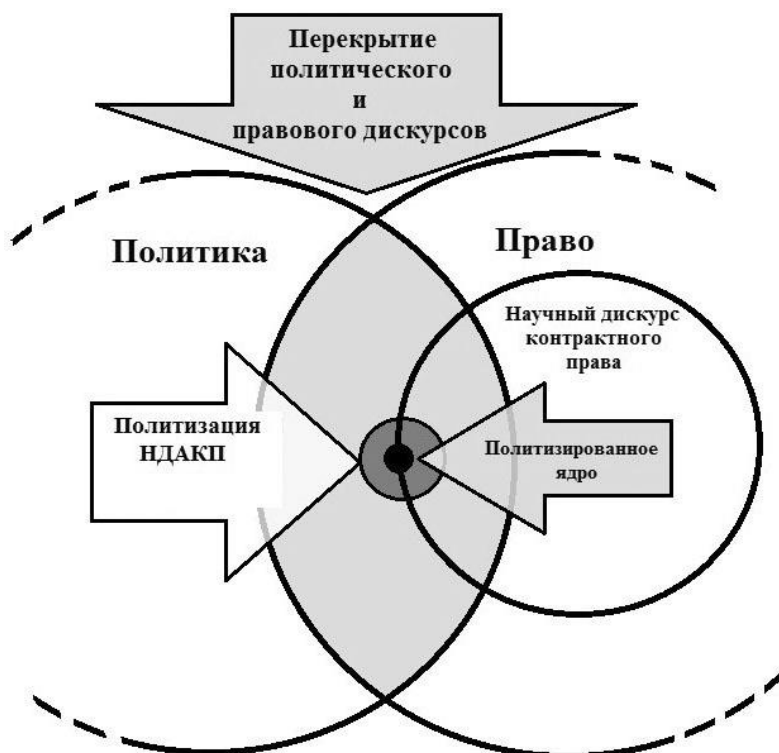 Перекрытие
политического
и
правового дискурсов
Политика
Право
Научный дискурс
контрактного
права
Политизация
НДАКП
Политизированное
ядро